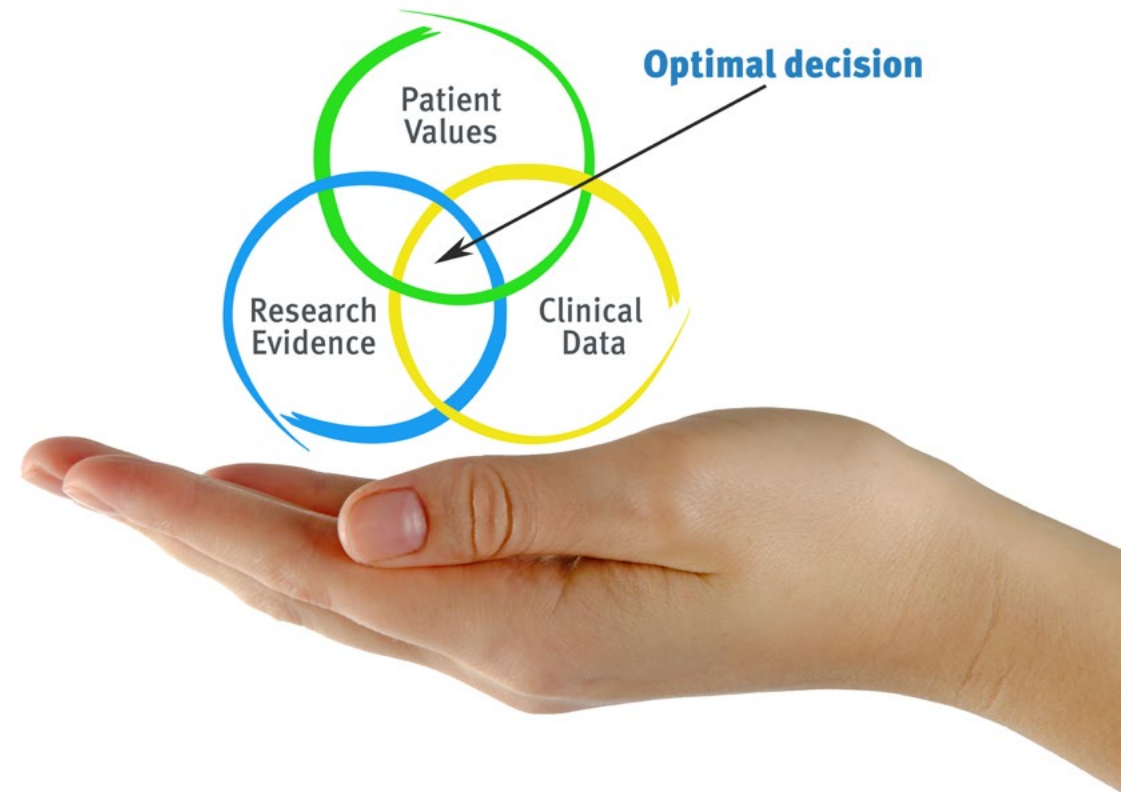 Optimal decision
Patient
Values
Research
Evidence
Clinical
Data